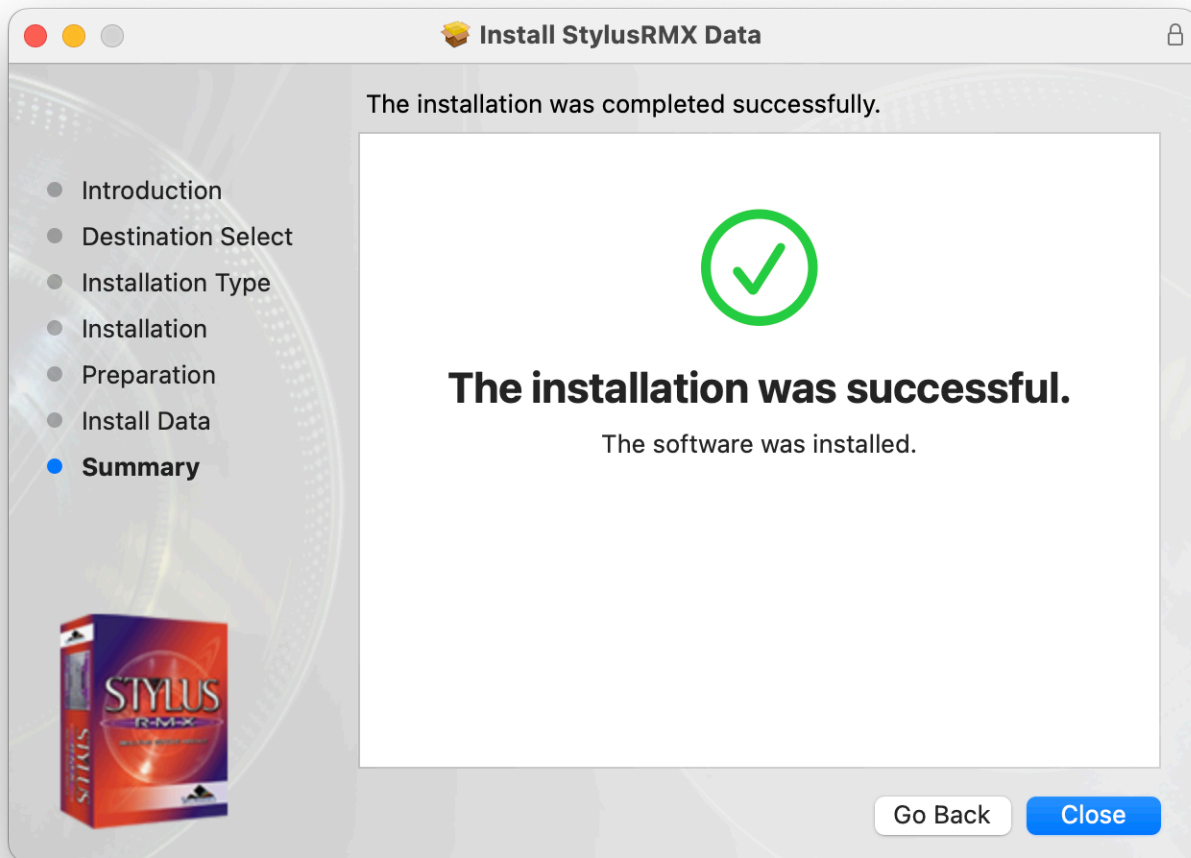 Install StylusRMX Data
The installation was completed successfully.
Introduction
Destination Select
Installation Type
Installation
Preparation
Install Data
Summary
The installation was successful.
The software was installed.
STYLUS
RMX
STYLUS
Go Back
Close